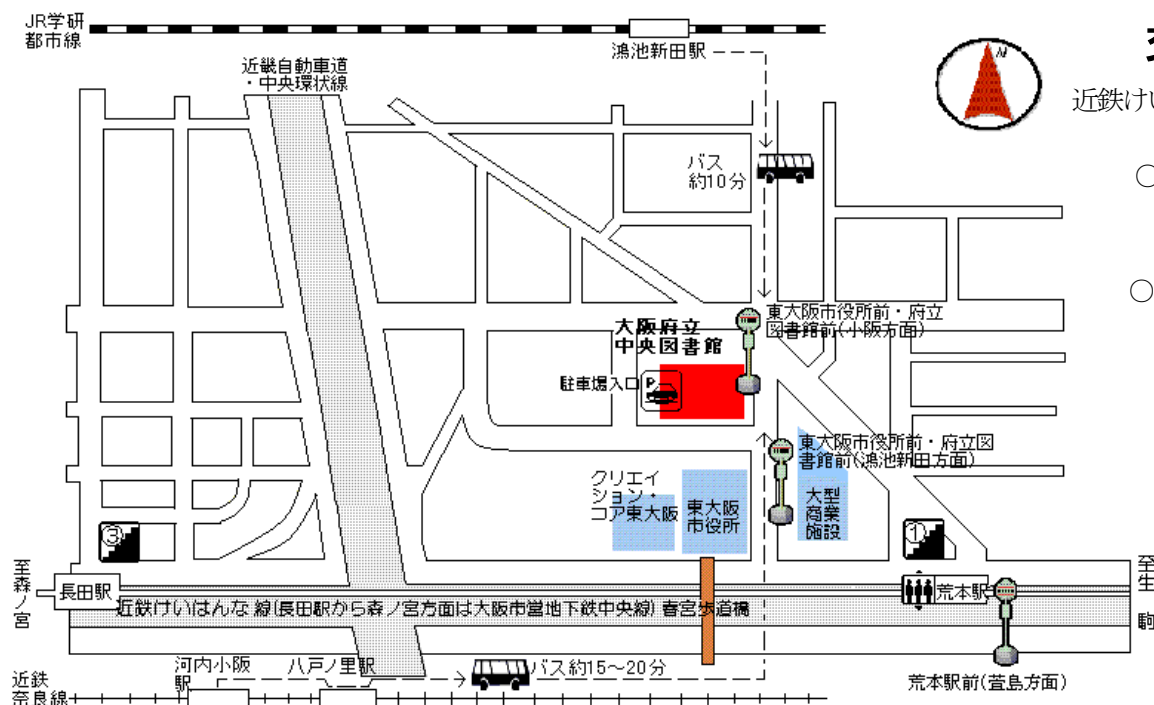 JR学研
都市線
鴻池新田駅
近畿自動車道
・中央環状線
N
近鉄けい
バス
約10分
○
○
大阪府立
中央図書館
東大阪市役所前・府立
図書館前(小阪方面)
駐車場入口
P
東大阪市役所前・府立図
書館前(鴻池新田方面)
クリエイ
ション・
コア東大阪
東大阪
市役所
大型
商業
施設
③
①
至森ノ宮
長田駅
荒本駅
至生駒
近鉄けいはんな線(長田駅から森ノ宮方面は大阪市営地下鉄中央線)
春宮歩道橋
河内小阪
駅
八戸ノ里駅
バス約15～20分
近鉄
奈良線
荒本駅前(萱島方面)